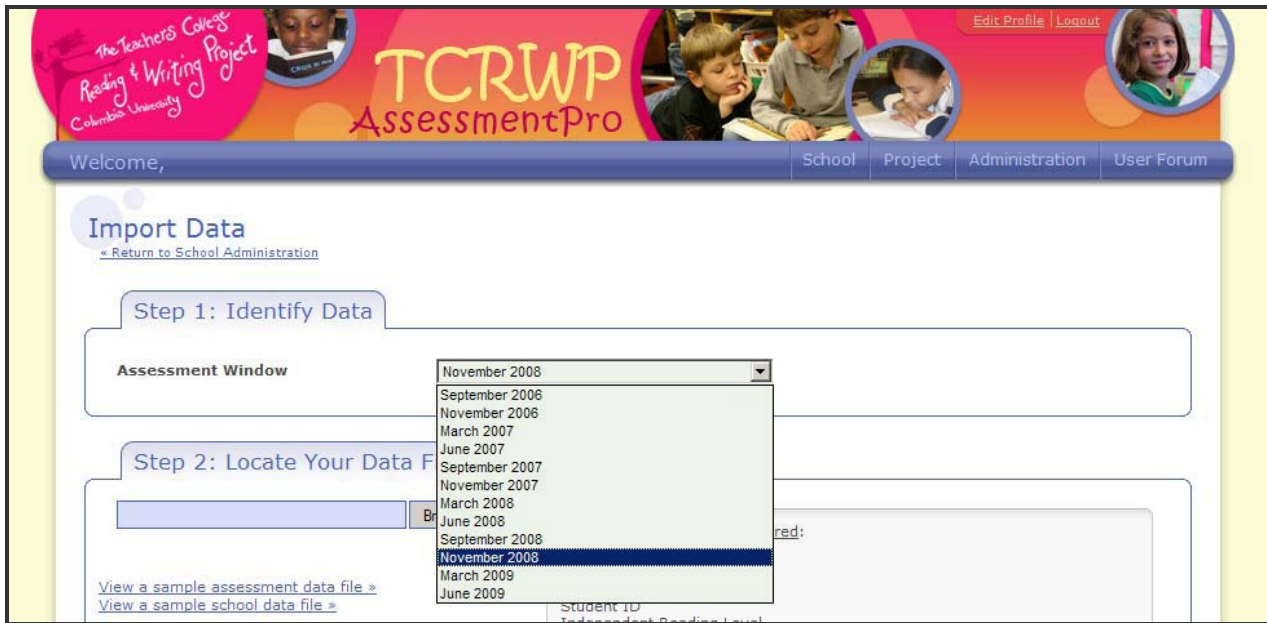 The Teachers College
Reading & Writing Project
Columbia University
TCRWP
AssessmentPro
Edit Profile | Logout
Welcome,
School Project Administration User Forum
Import Data
« Return to School Administration
Step 1: Identify Data
Assessment Window
November 2008
September 2006
November 2006
March 2007
June 2007
September 2007
November 2007
March 2008
June 2008
September 2008
November 2008
March 2009
June 2009
Step 2: Locate Your Data F
Br
red:
View a sample assessment data file »
View a sample school data file »
Student ID
Independent Reading Level